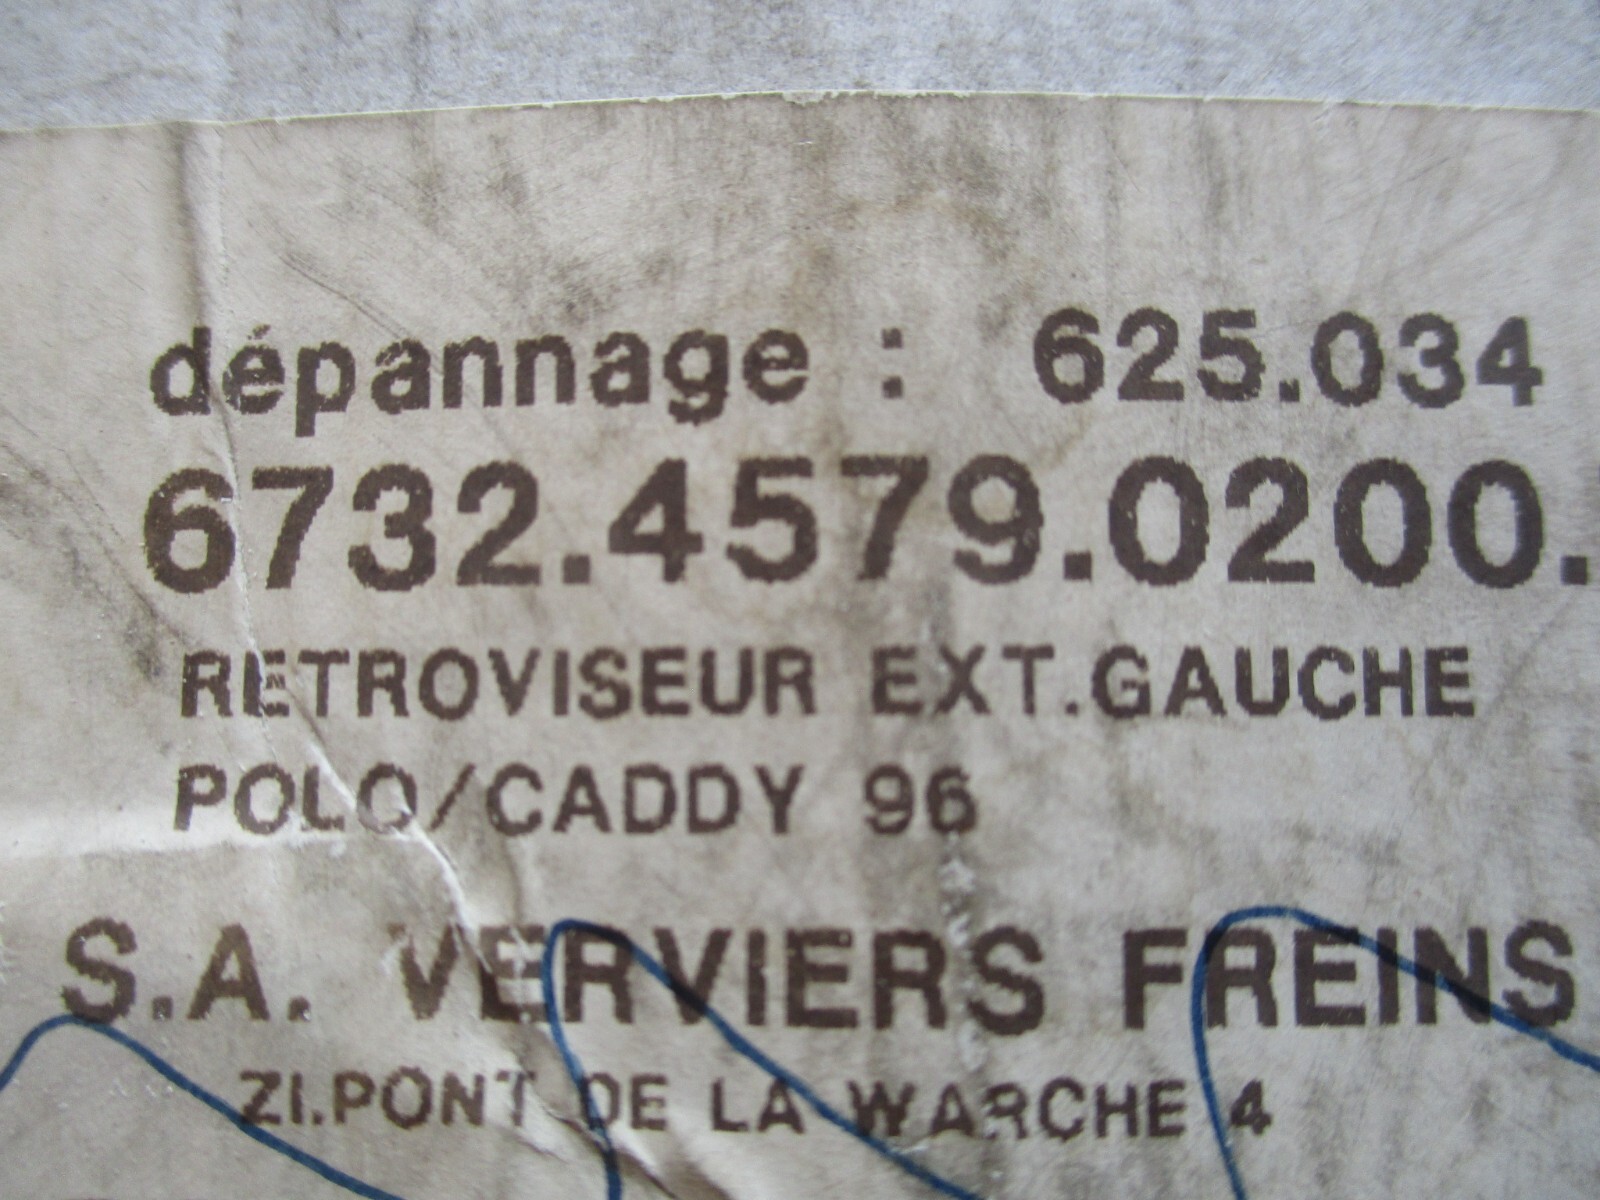 dépannage : 625.034
6732.4579.0200.
RETROVISEUR EXT.GAUCHE
POLO/CADDY 96
S.A. VERVIERS FREINS
ZI.PONT DE LA WARCHE 4